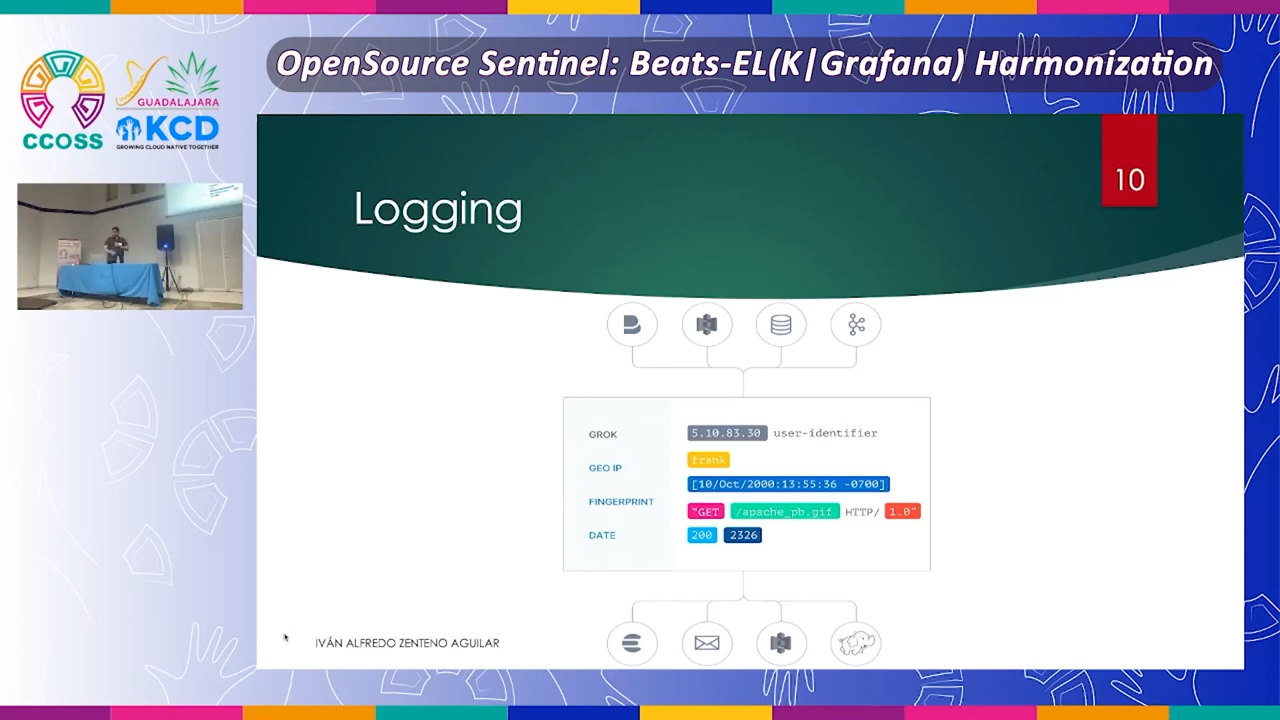 OpenSource Sentinel: Beats-EL(K|Grafana) Harmonization
CCOSS
GUADALAJARA
KCD
GROWING CLOUD NATIVE TOGETHER
10
Logging
GROK
GEO IP
FINGERPRINT
DATE
5.10.83.30 user-identifier
frank
[10/Oct/2000:13:55:36 -0700]
"GET /apache_pb.gif HTTP/ 1.0"
200 2326
IVÁN ALFREDO ZENTENO AGUILAR